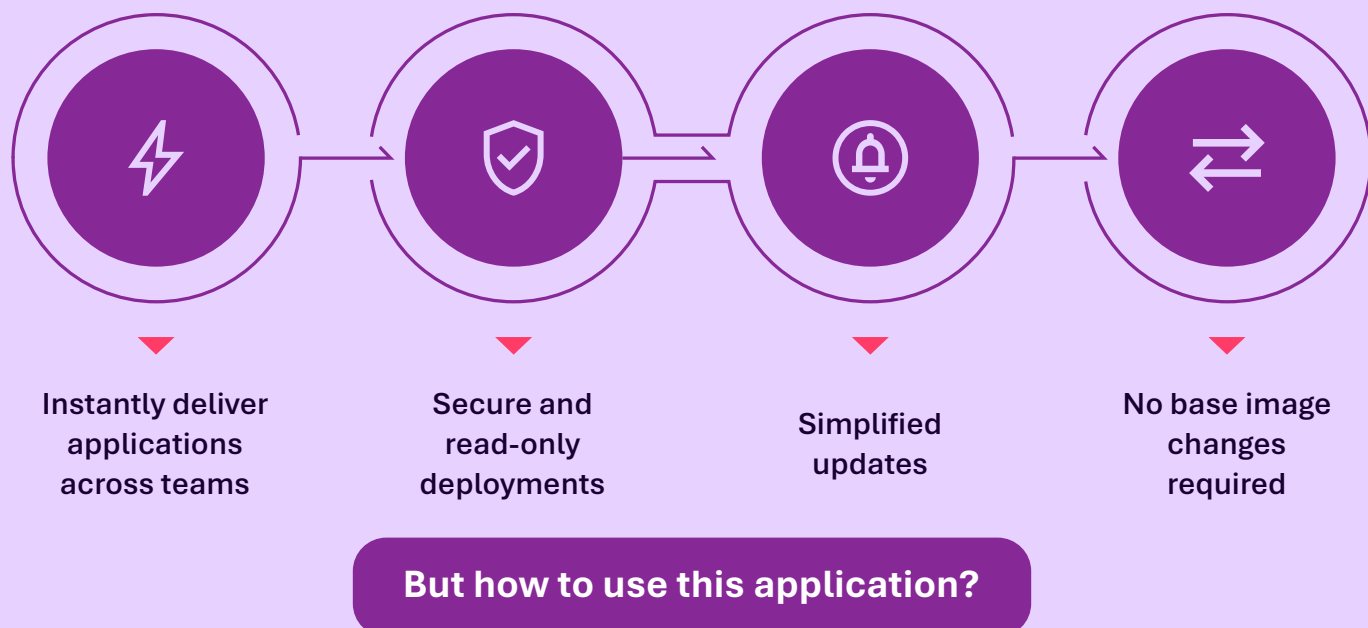 Instantly deliver
applications
across teams
Secure and
read-only
deployments
Simplified
updates
No base image
changes
required
But how to use this application?